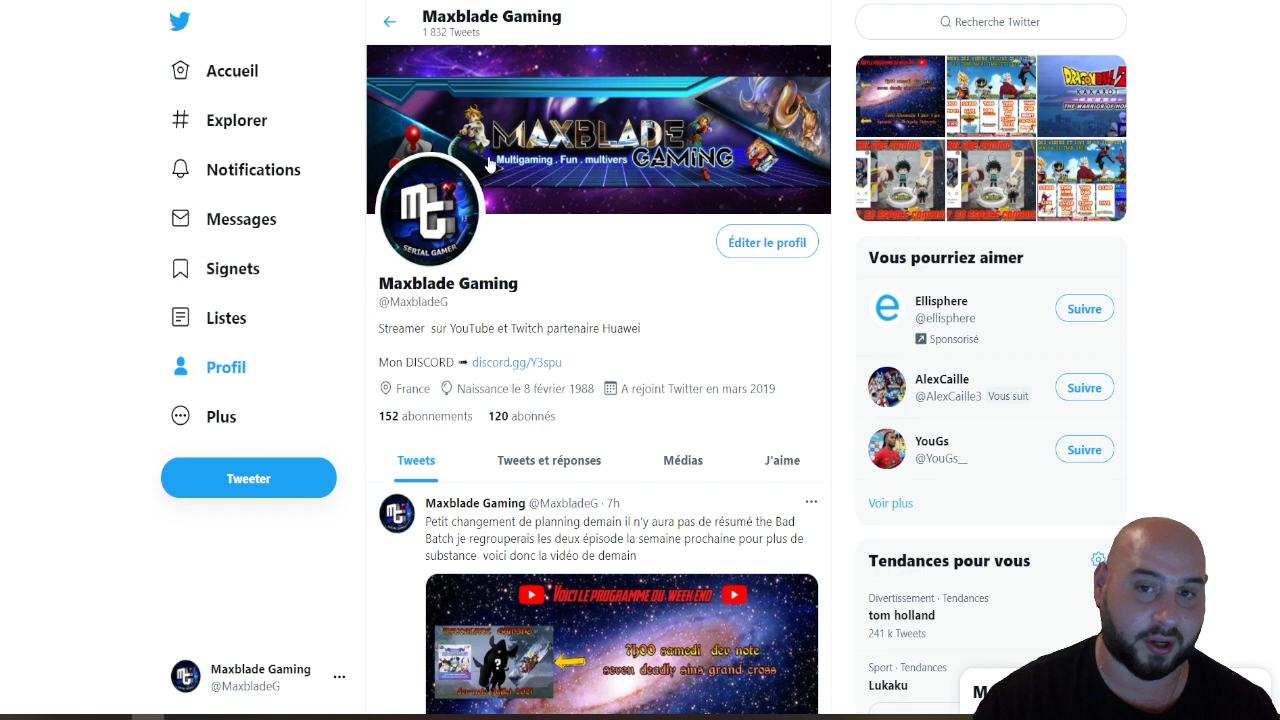 Maxblade Gaming
1 832 Tweets
Recherche Twitter
Accueil
Explorer
Notifications
Messages
Signets
Listes
Profil
Plus
Tweeter
Maxblade Gaming
@MaxbladeG
MAXBLADE
GAMING
Multigaming . Fun . multivers
MG
SERIAL GAMER
Éditer le profil
Maxblade Gaming
@MaxbladeG
Streamer sur YouTube et Twitch partenaire Huawei
Mon DISCORD ➡ discord.gg/Y3spu
France Naissance le 8 février 1988 A rejoint Twitter en mars 2019
152 abonnements 120 abonnés
Tweets Tweets et réponses Médias J'aime
Maxblade Gaming @MaxbladeG · 7h
Petit changement de planning demain il n'y aura pas de résumé the Bad
Batch je regrouperais les deux épisode la semaine prochaine pour plus de
substance voici donc la vidéo de demain
VOICI LE PROGRAMME DU WEEK END
7h00 samedi dev note
seven deadly sins grand cross
DRAGON BALL Z
KAKAROT
THE WARRIOR OF HOPE
Vous pourriez aimer
Ellisphere
@ellisphere
Sponsorisé
Suivre
AlexCaille
@AlexCaille3 Vous suit
Suivre
YouGs
@YouGs__
Suivre
Voir plus
Tendances pour vous
Divertissement · Tendances
tom holland
241 k Tweets
Sport · Tendances
Lukaku